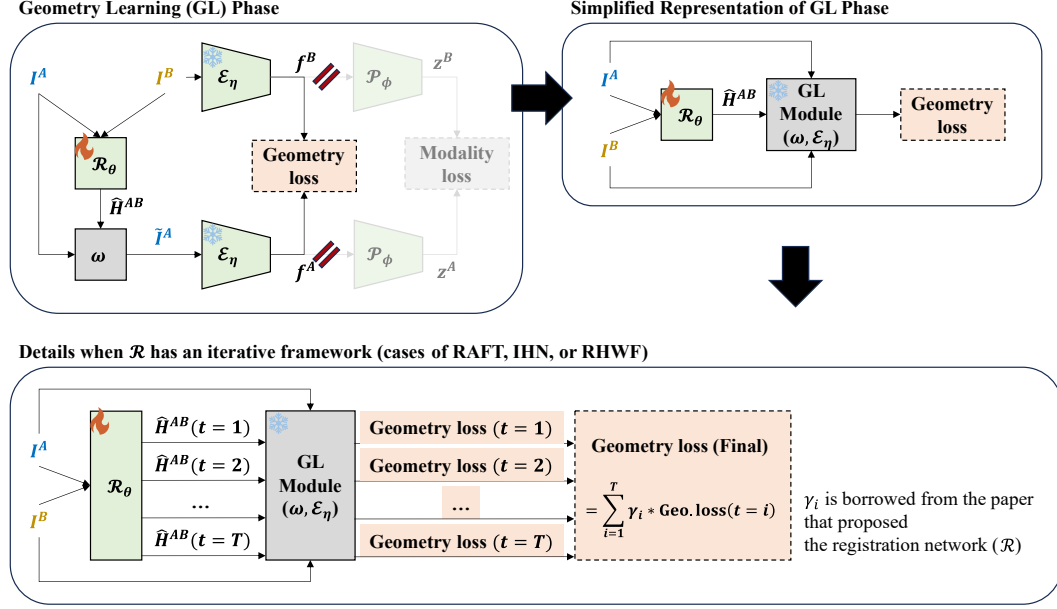 Geometry Learning (GL) Phase
I^A
I^B
ℰ_η
f^B
𝒫_ϕ
z^B
ℛ_θ
Geometry
loss
Modality
loss
Ĥ^AB
ω
Ĩ^A
ℰ_η
f^A
𝒫_ϕ
z^A
Simplified Representation of GL Phase
I^A
I^B
ℛ_θ
Ĥ^AB
GL
Module
(ω, ℰ_η)
Geometry
loss
Details when ℛ has an iterative framework (cases of RAFT, IHN, or RHWF)
I^A
I^B
ℛ_θ
Ĥ^AB(t = 1)
Ĥ^AB(t = 2)
...
Ĥ^AB(t = T)
GL
Module
(ω, ℰ_η)
Geometry loss (t = 1)
Geometry loss (t = 2)
...
Geometry loss (t = T)
Geometry loss (Final)
= ∑_{i=1}^{T} γ_i * Geo. loss(t = i)
γ_i is borrowed from the paper
that proposed
the registration network (ℛ)